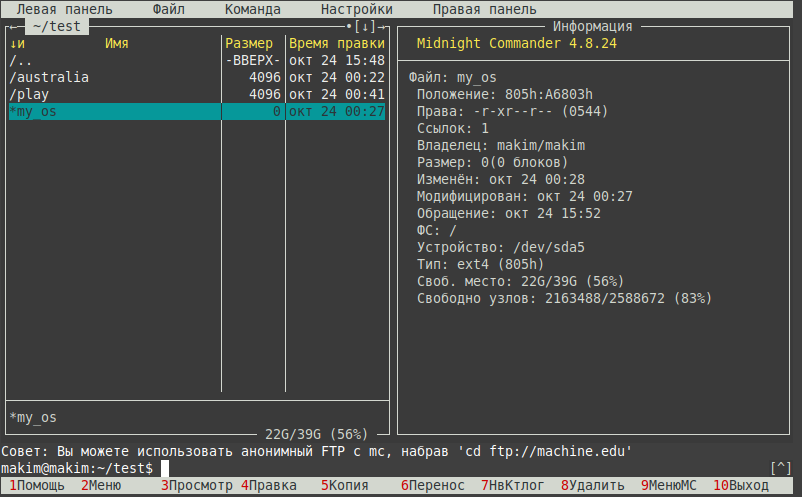 Левая панель Файл Команда Настройки Правая панель
← ~/test •[↓]→
↓и Имя Размер Время правки
/.. -ВВЕРХ- окт 24 15:48
/australia 4096 окт 24 00:22
/play 4096 окт 24 00:41
*my_os 0 окт 24 00:27
*my_os
22G/39G (56%)
Информация
Midnight Commander 4.8.24
Файл: my_os
Положение: 805h:A6803h
Права: -r-xr--r-- (0544)
Ссылок: 1
Владелец: makim/makim
Размер: 0(0 блоков)
Изменён: окт 24 00:28
Модифицирован: окт 24 00:27
Обращение: окт 24 15:52
ФС: /
Устройство: /dev/sda5
Тип: ext4 (805h)
Своб. место: 22G/39G (56%)
Свободно узлов: 2163488/2588672 (83%)
Совет: Вы можете использовать анонимный FTP с mc, набрав 'cd ftp://machine.edu'
makim@makim:~/test$ [^]
1Помощь 2Меню 3Просмотр 4Правка 5Копия 6Перенос 7НвКтлог 8Удалить 9МенюМС 10Выход